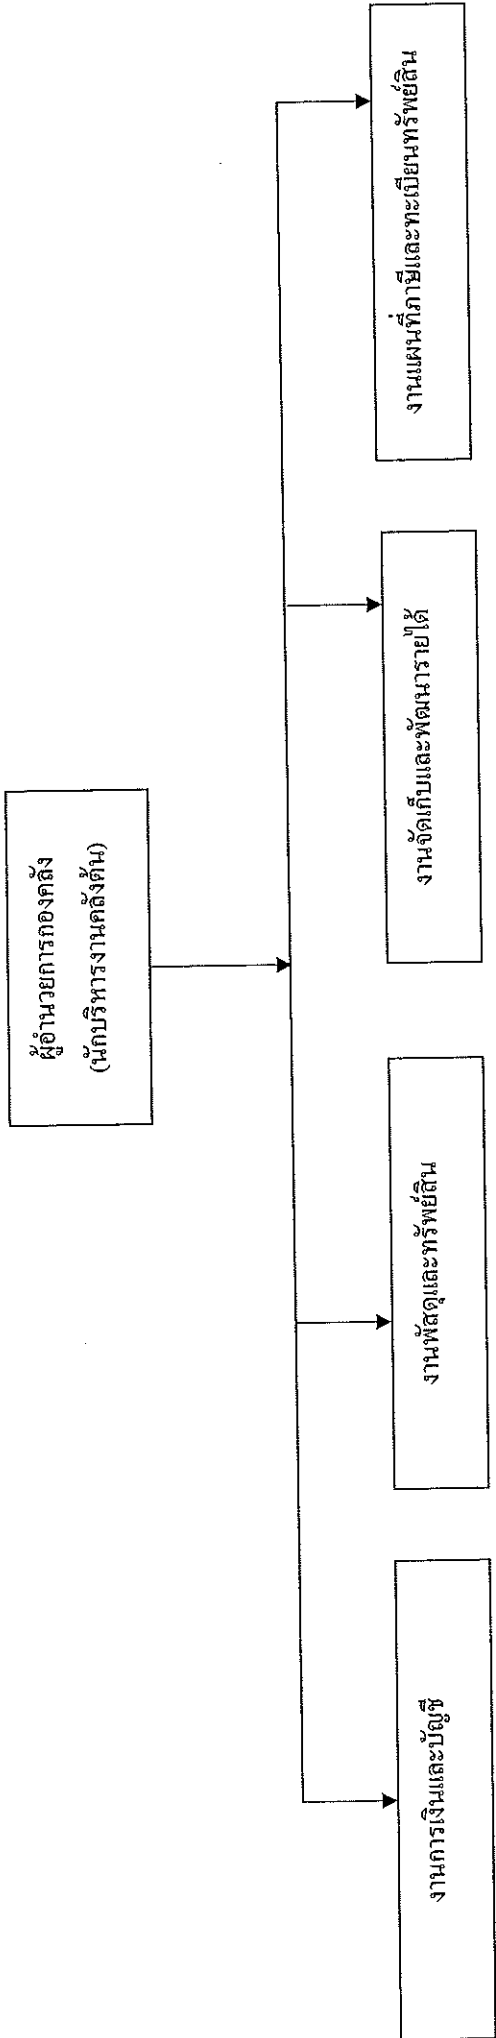 ผู้อำนวยการกองคลัง
(นักบริหารงานคลังต้น)
งานการเงินและบัญชี
งานพัสดุและทรัพย์สิน
งานจัดเก็บและพัฒนารายได้
งานแผนที่ภาษีและทะเบียนทรัพย์สิน